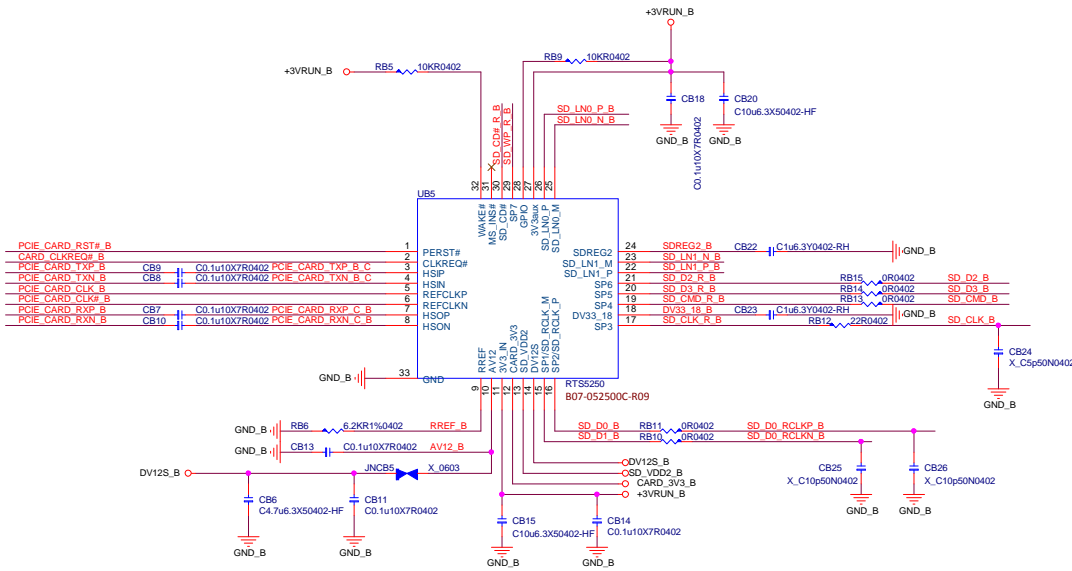 +3VRUN_B
+3VRUN_B
RB5
10KR0402
RB9
10KR0402
CB18
C0.1u10X7R0402
CB20
C10u6.3X50402-HF
GND_B
GND_B
SD_CD#_R_B
SD_WP_R_B
SD_LN0_P_B
SD_LN0_N_B
32
31
30
29
28
27
26
25
UB5
WAKE#
MS_INS#
SD_CD#
SP7
GPIO
3V3aux
SD_LN0_P
SD_LN0_M
PCIE_CARD_RST#_B
1
PERST#
CARD_CLKREQ#_B
2
CLKREQ#
PCIE_CARD_TXP_B
CB9
C0.1u10X7R0402
PCIE_CARD_TXP_B_C
3
HSIP
PCIE_CARD_TXN_B
CB8
C0.1u10X7R0402
PCIE_CARD_TXN_B_C
4
HSIN
PCIE_CARD_CLK_B
5
REFCLKP
PCIE_CARD_CLK#_B
6
REFCLKN
PCIE_CARD_RXP_B
CB7
C0.1u10X7R0402
PCIE_CARD_RXP_C_B
7
HSOP
PCIE_CARD_RXN_B
CB10
C0.1u10X7R0402
PCIE_CARD_RXN_C_B
8
HSON
SDREG2
24
SDREG2_B
CB22
C1u6.3Y0402-RH
GND_B
SD_LN1_M
23
SD_LN1_N_B
SD_LN1_P
22
SD_LN1_P_B
SP6
21
SD_D2_R_B
RB15
0R0402
SD_D2_B
SP5
20
SD_D3_R_B
RB14
0R0402
SD_D3_B
SP4
19
SD_CMD_R_B
RB13
0R0402
SD_CMD_B
DV33_18
18
DV33_18_B
CB23
C1u6.3Y0402-RH
GND_B
SP3
17
SD_CLK_R_B
RB12
22R0402
SD_CLK_B
CB24
X_C5p50N0402
GND_B
GND_B
33
GND
RREF
AV12
3V3_IN
CARD_3V3
SD_VDD2
DV12S
SP1/SD_RCLK_M
SP2/SD_RCLK_P
RTS5250
B07-052500C-R09
9
10
11
12
13
14
15
16
GND_B
RB6
6.2KR1%0402
RREF_B
GND_B
CB13
C0.1u10X7R0402
AV12_B
DV12S_B
JNCB5
X_0603
CB6
C4.7u6.3X50402-HF
GND_B
CB11
C0.1u10X7R0402
GND_B
SD_D0_B
RB11
0R0402
SD_D0_RCLKP_B
SD_D1_B
RB10
0R0402
SD_D0_RCLKN_B
DV12S_B
SD_VDD2_B
CARD_3V3_B
+3VRUN_B
CB15
C10u6.3X50402-HF
GND_B
CB14
C0.1u10X7R0402
GND_B
CB25
X_C10p50N0402
GND_B
CB26
X_C10p50N0402
GND_B